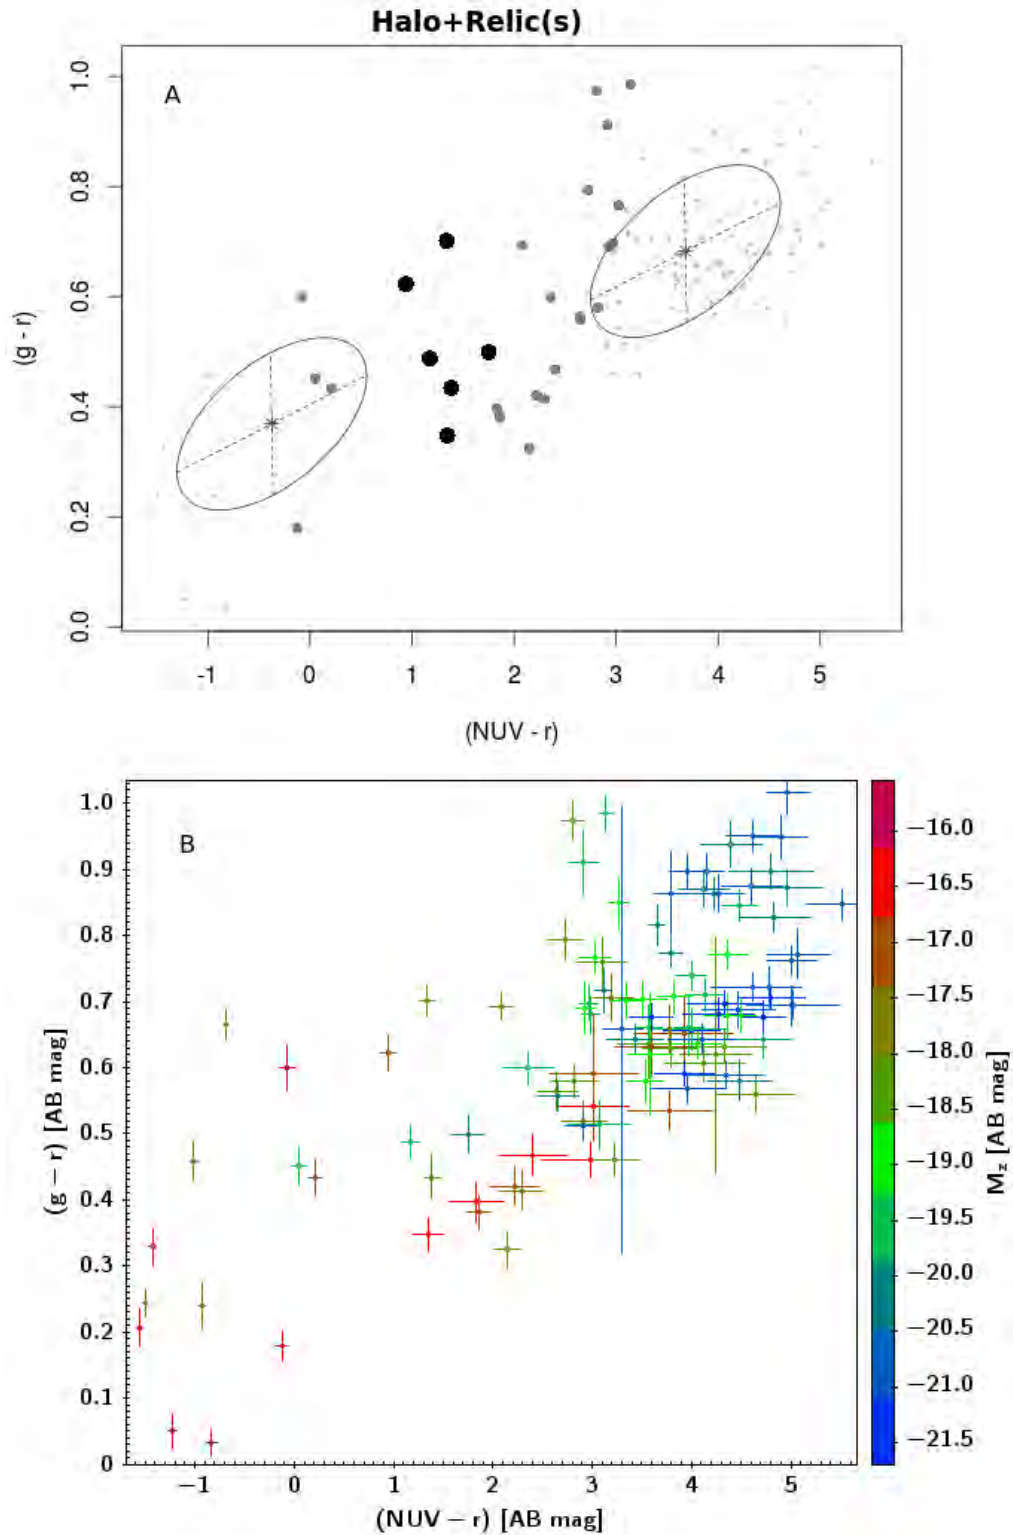 Halo+Relic(s)
A
1.0
0.8
0.6
0.4
0.2
0.0
(g - r)
-1 0 1 2 3 4 5
(NUV - r)
B
1.0
0.9
0.8
0.7
0.6
0.5
0.4
0.3
0.2
0.1
0
(g − r) [AB mag]
−1 0 1 2 3 4 5
(NUV − r) [AB mag]
−16.0
−16.5
−17.0
−17.5
−18.0
−18.5
−19.0
−19.5
−20.0
−20.5
−21.0
−21.5
M_z [AB mag]